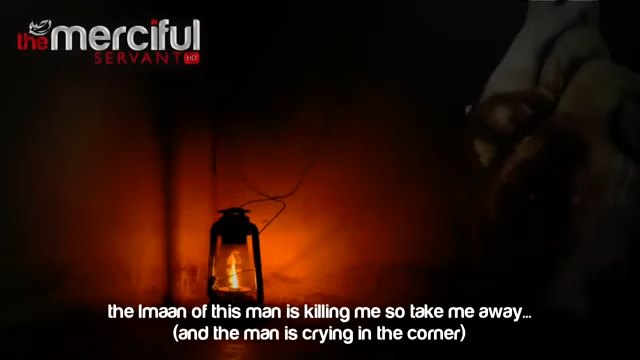 the merciful
SERVANT HD
the Imaan of this man is killing me so take me away...
(and the man is crying in the corner)